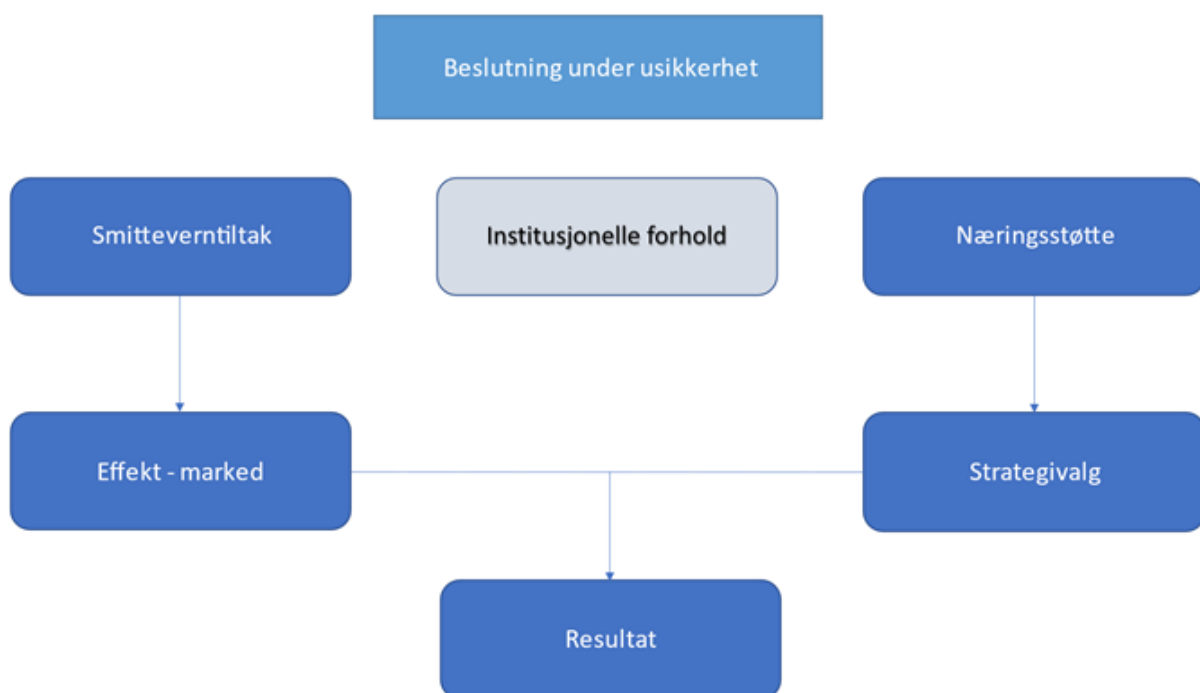 Beslutning under usikkerhet
Smitteverntiltak
Institusjonelle forhold
Næringsstøtte
Effekt - marked
Strategivalg
Resultat